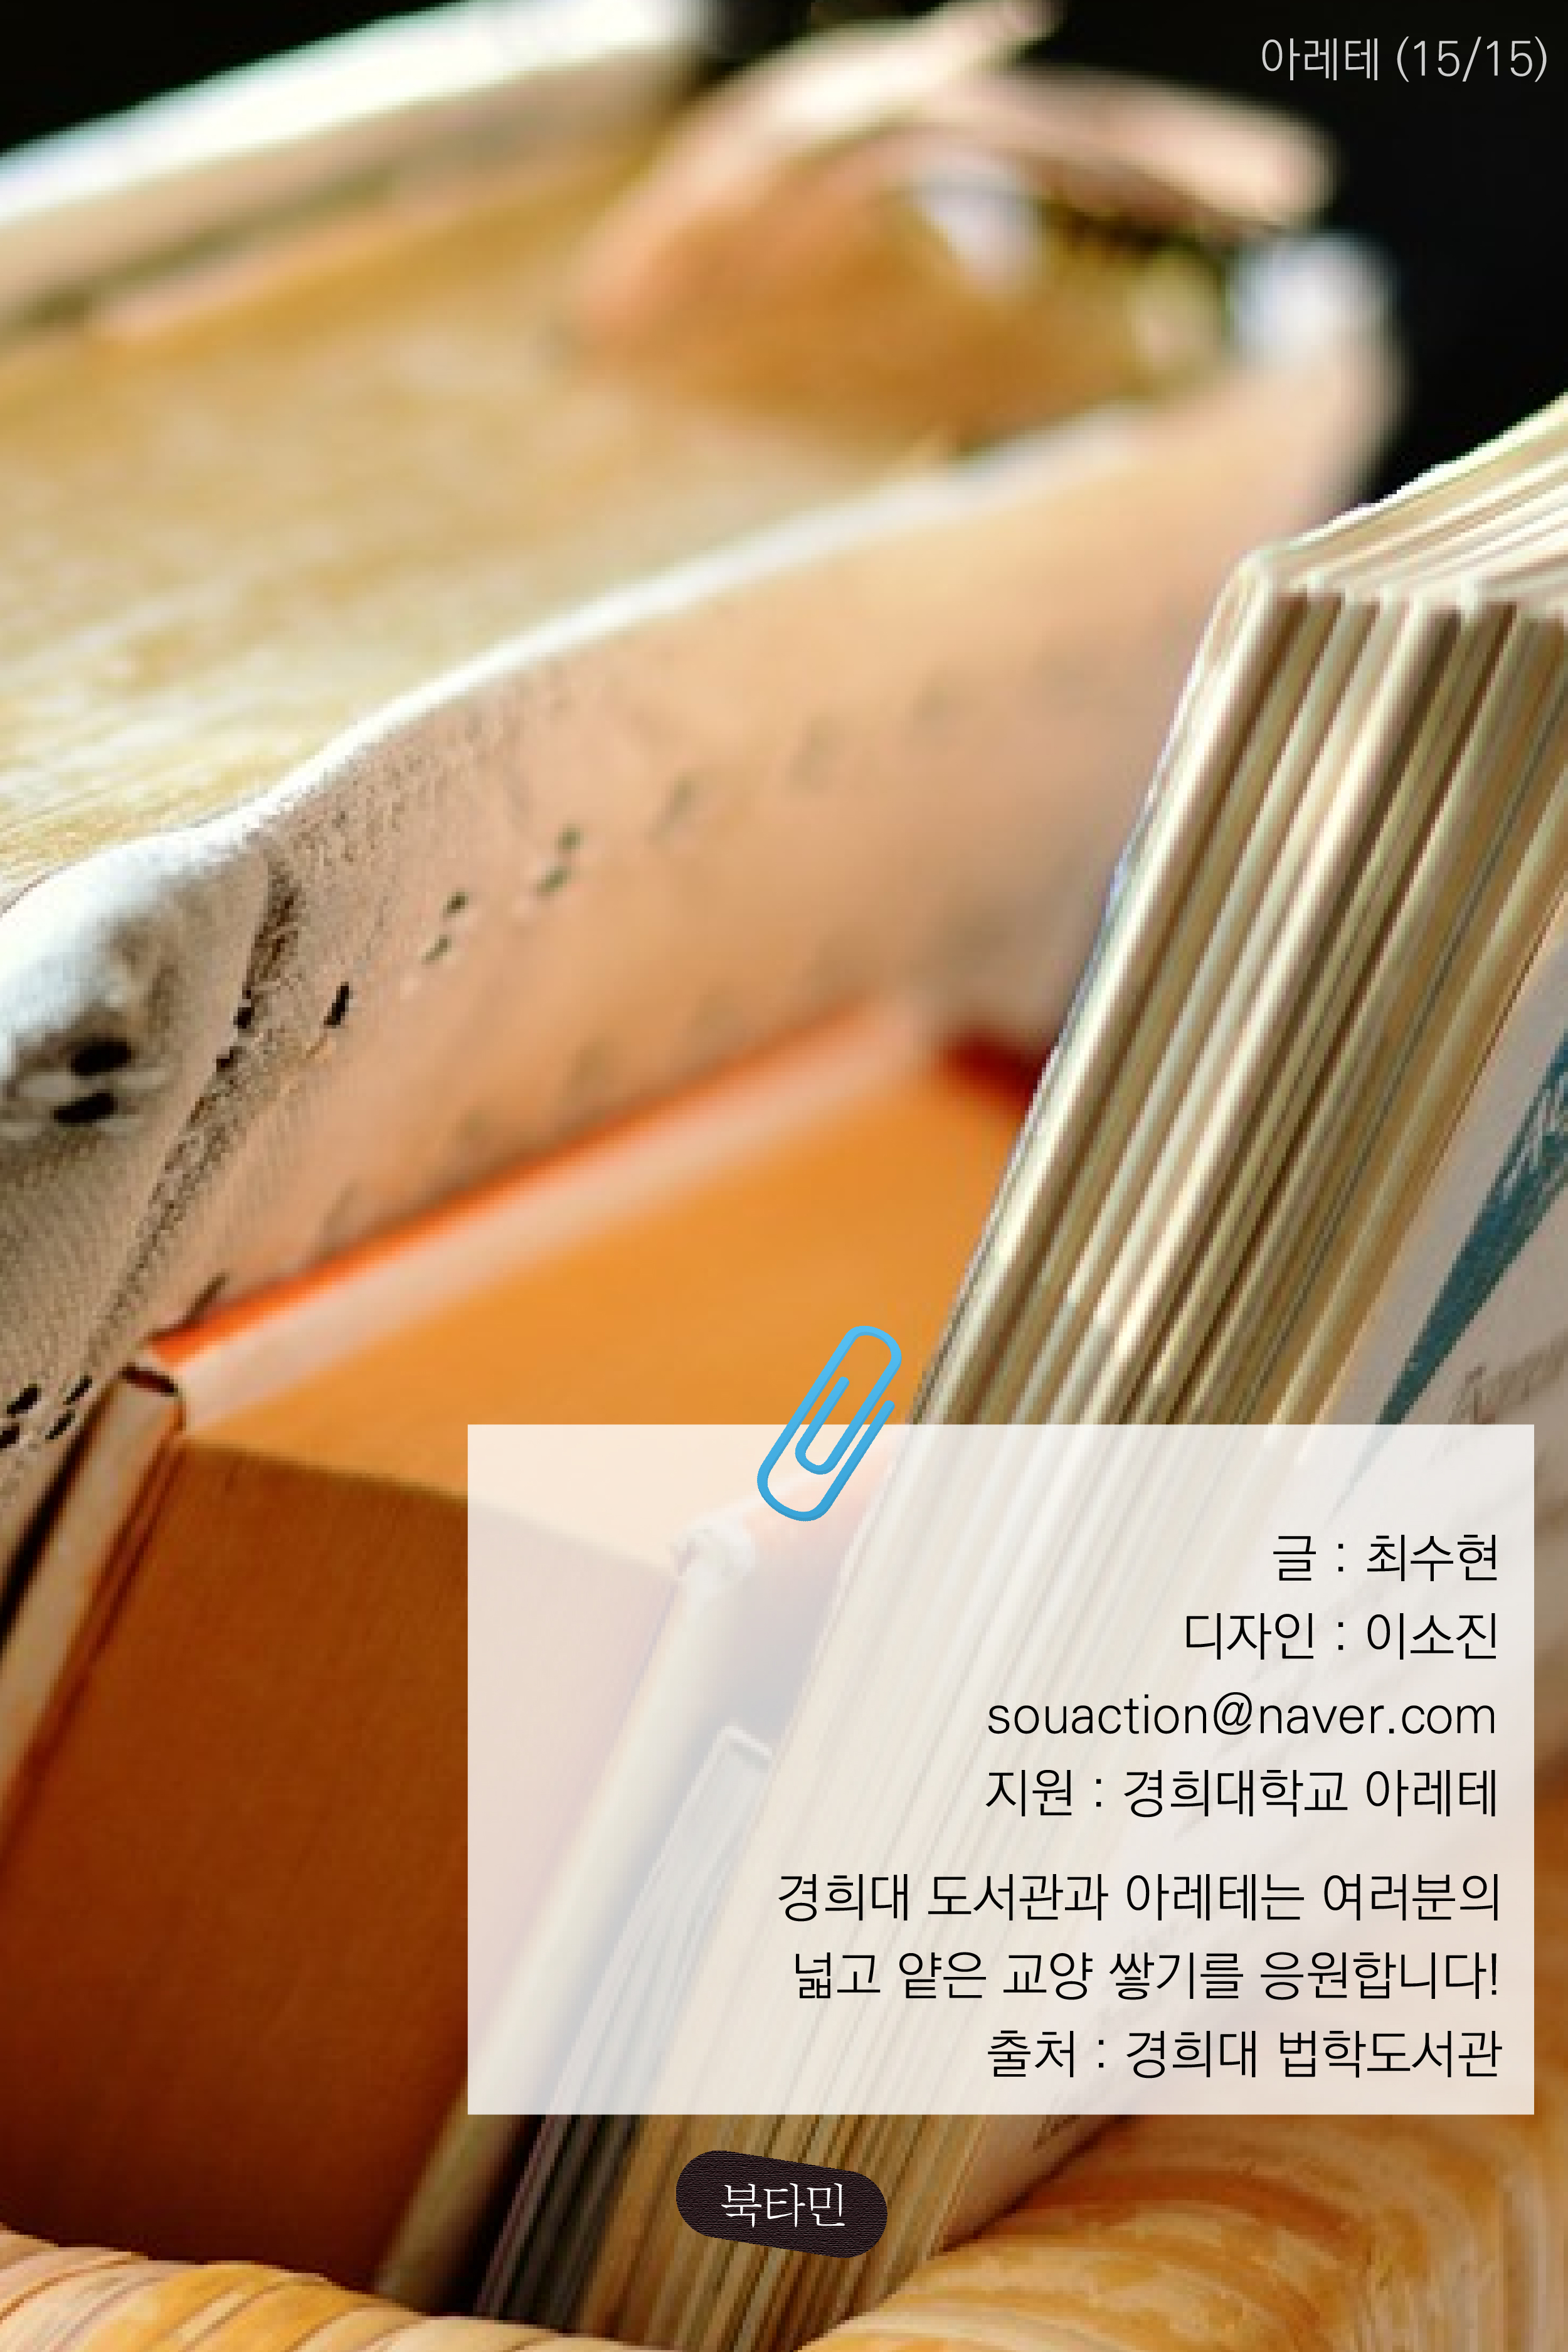 아레테 (15/15)
글 : 최수현
디자인 : 이소진
souaction@naver.com
지원 : 경희대학교 아레테
경희대 도서관과 아레테는 여러분의
넓고 얕은 교양 쌓기를 응원합니다!
출처 : 경희대 법학도서관
북타민